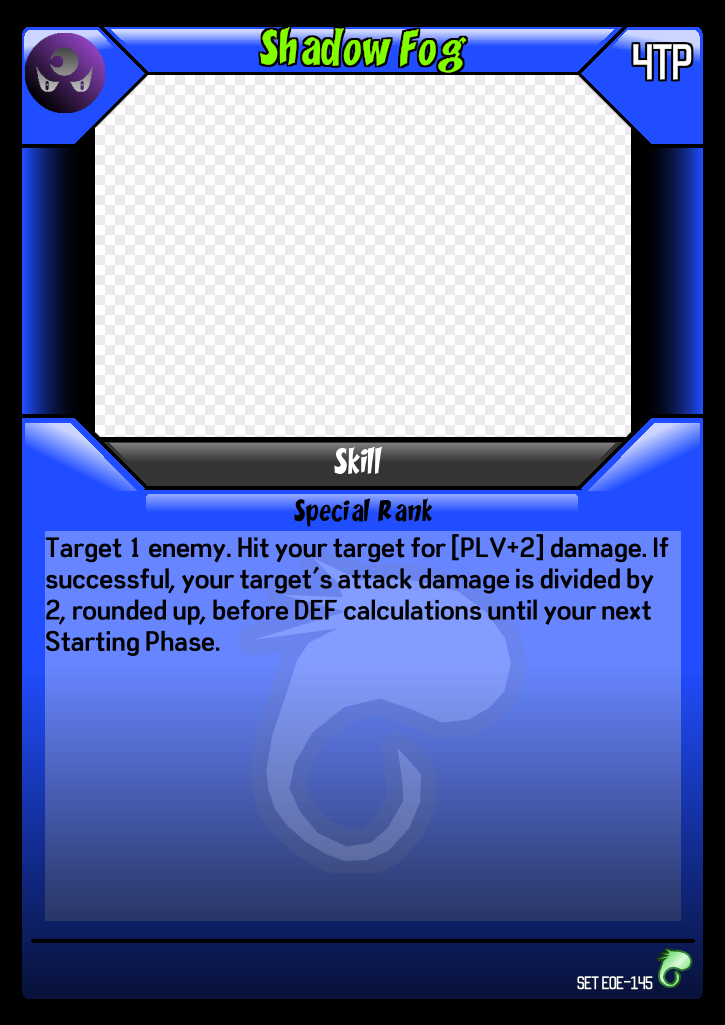 Shadow Fog
4TP
Skill
Special Rank
Target 1 enemy. Hit your target for [PLV+2] damage. If
successful, your target's attack damage is divided by
2, rounded up, before DEF calculations until your next
Starting Phase.
SET EOE-145